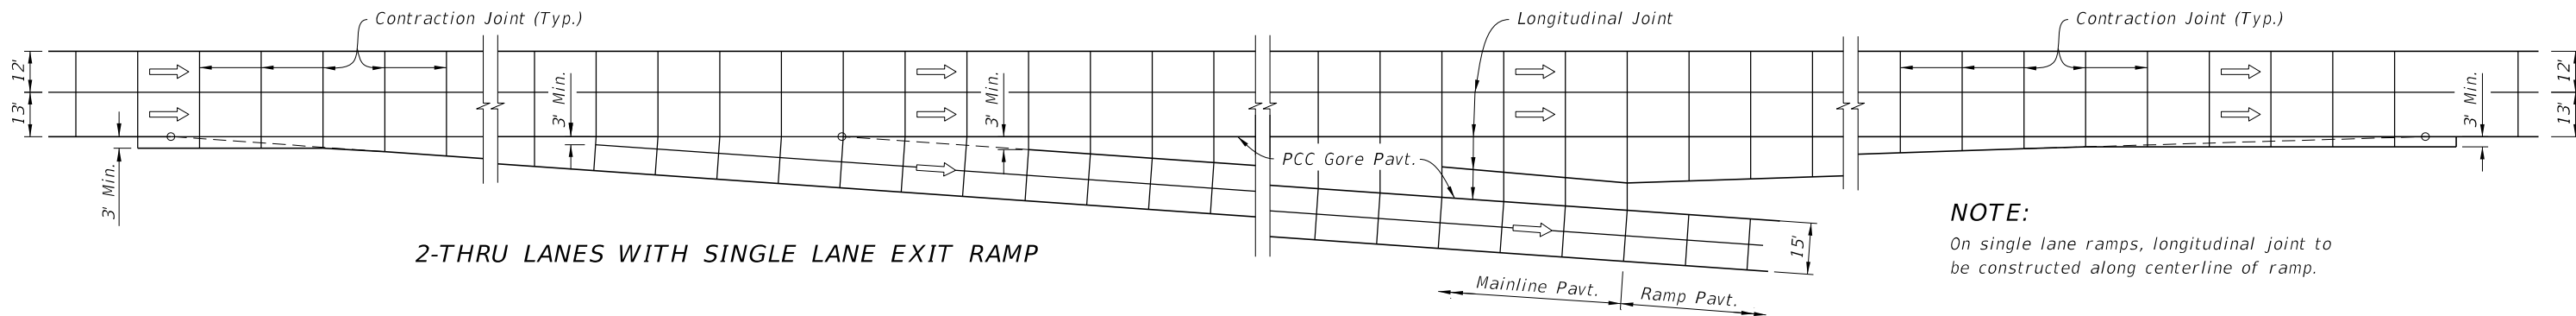 Contraction Joint (Typ.)
Longitudinal Joint
Contraction Joint (Typ.)
12'
13'
3' Min.
3' Min.
3' Min.
3' Min.
12'
13'
PCC Gore Pavt.
15'
2-THRU LANES WITH SINGLE LANE EXIT RAMP
Mainline Pavt.
Ramp Pavt.
NOTE:
On single lane ramps, longitudinal joint to
be constructed along centerline of ramp.